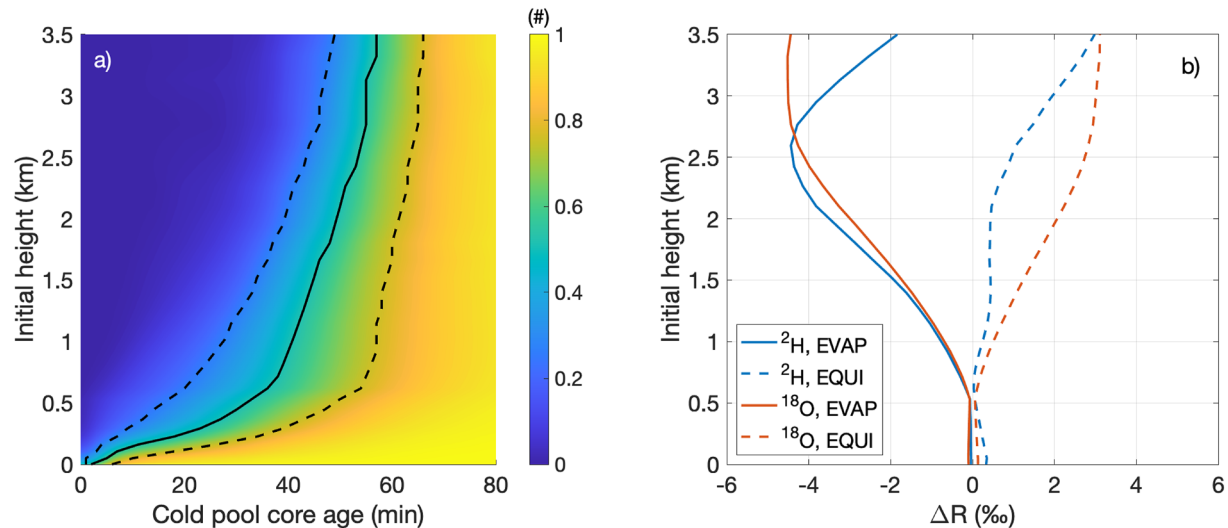 (#)
a)
3.5
3
2.5
2
1.5
1
0.5
0
Initial height (km)
0 20 40 60 80
Cold pool core age (min)
1
0.8
0.6
0.4
0.2
0
b)
3.5
3
2.5
2
1.5
1
0.5
0
Initial height (km)
²H, EVAP
²H, EQUI
¹⁸O, EVAP
¹⁸O, EQUI
-6 -4 -2 0 2 4 6
ΔR (‰)